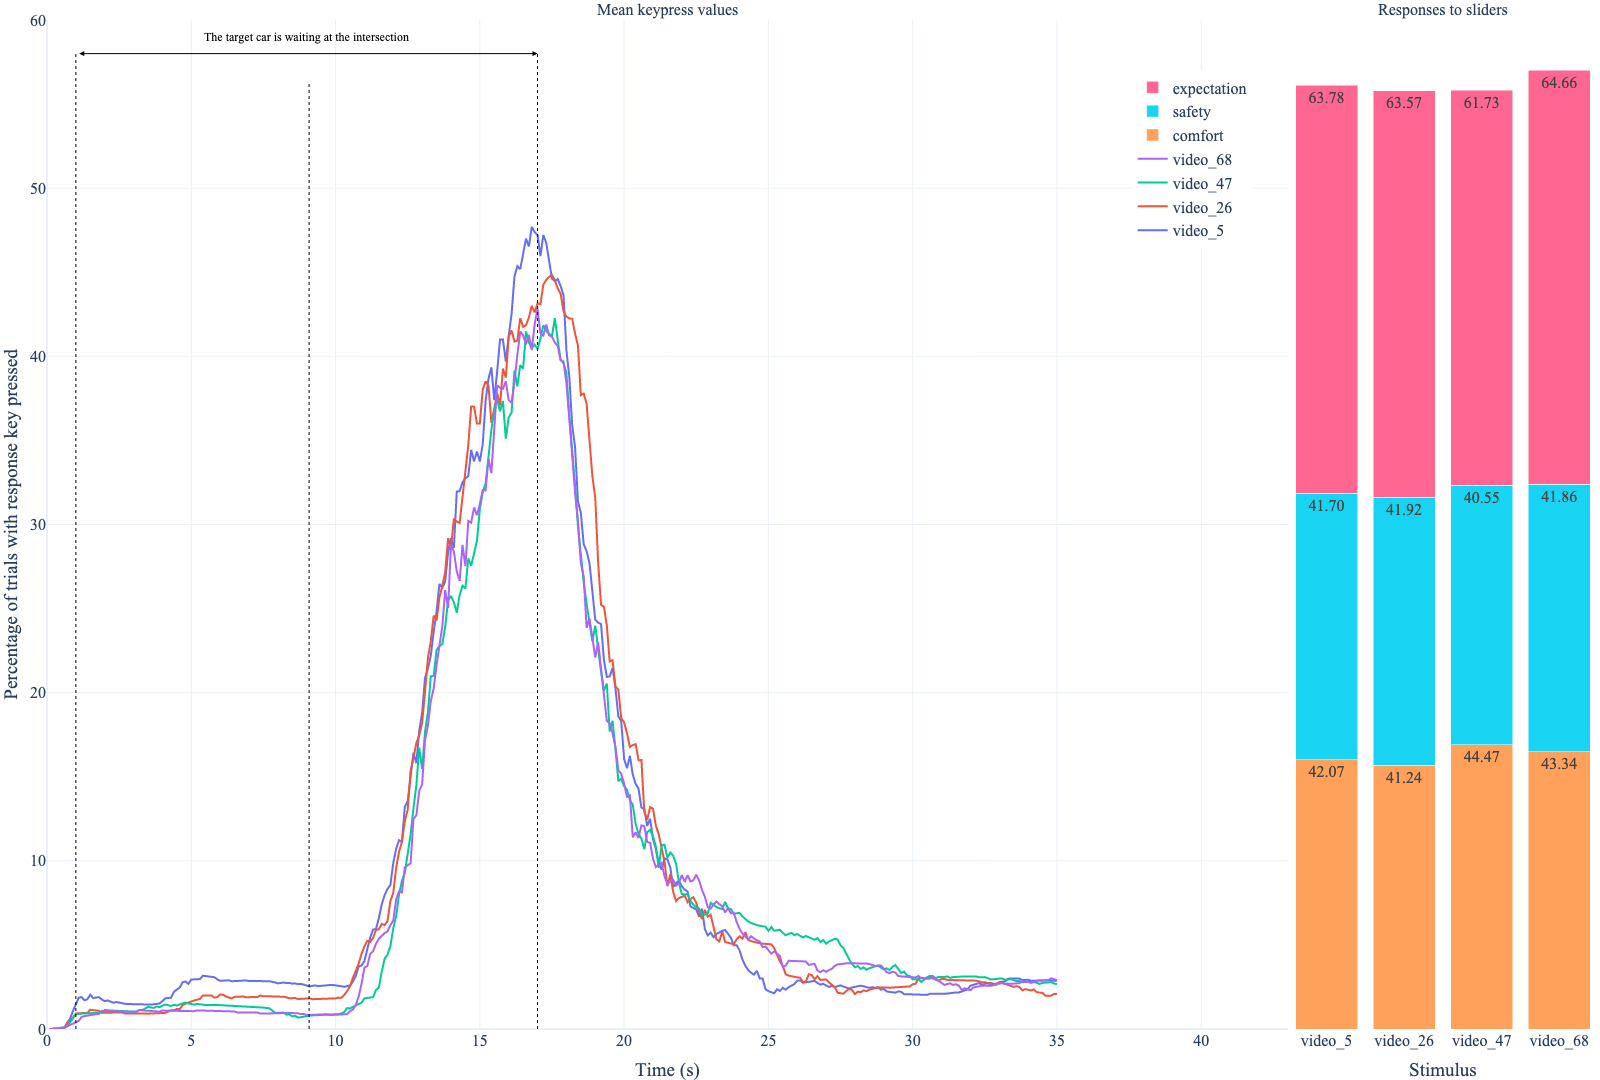 Mean keypress values
Responses to sliders
The target car is waiting at the intersection
Percentage of trials with response key pressed
60
50
40
30
20
10
0
0 5 10 15 20 25 30 35 40
Time (s)
expectation
safety
comfort
video_68
video_47
video_26
video_5
63.78 63.57 61.73 64.66
41.70 41.92 40.55 41.86
42.07 41.24 44.47 43.34
video_5 video_26 video_47 video_68
Stimulus